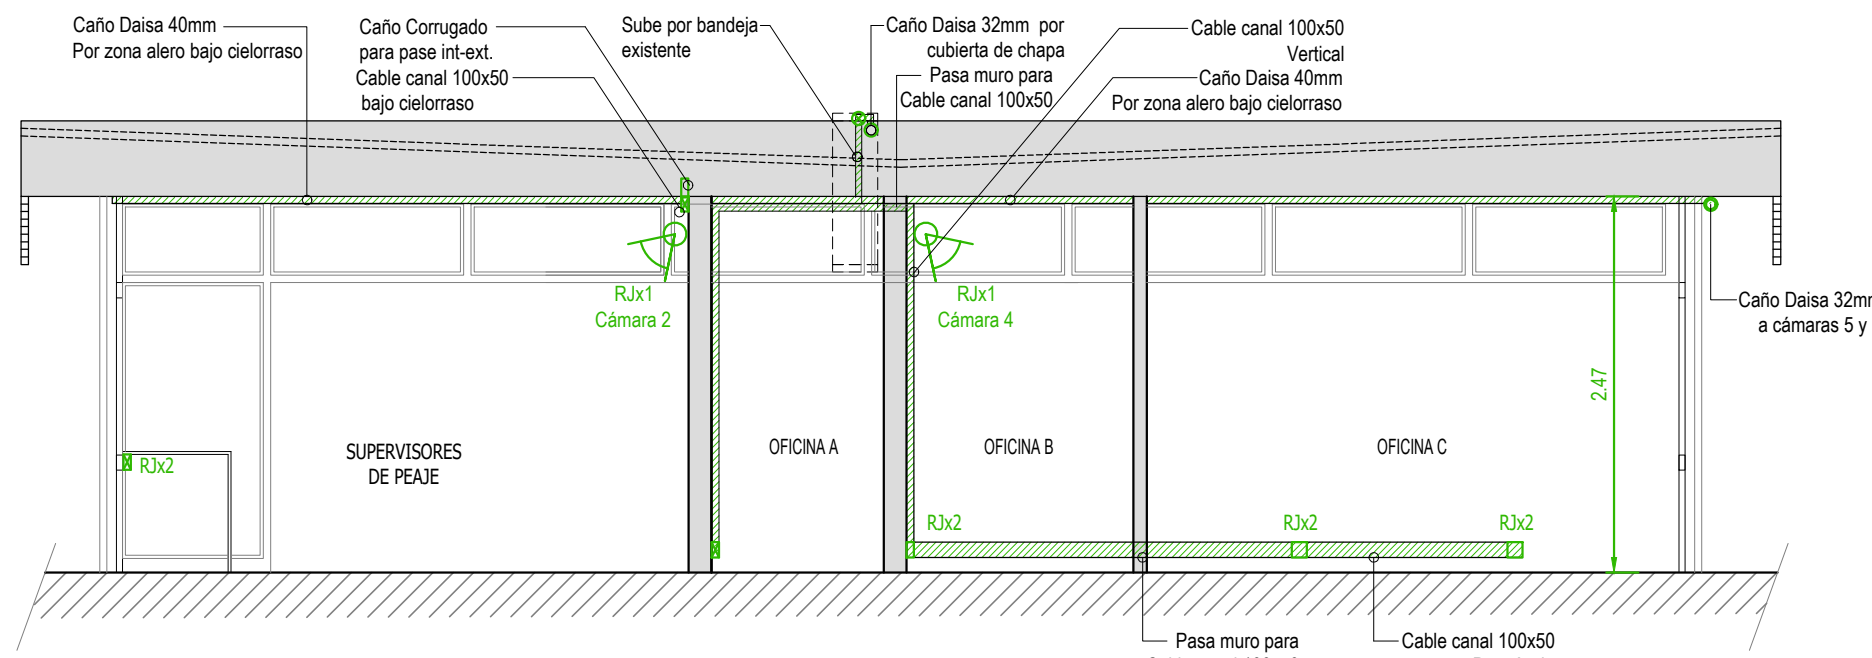 Caño Daisa 40mm
Por zona alero bajo cielorraso
Caño Corrugado
para pase int-ext.
Cable canal 100x50
bajo cielorraso
Sube por bandeja
existente
Caño Daisa 32mm por
cubierta de chapa
Pasa muro para
Cable canal 100x50
Cable canal 100x50
Vertical
Caño Daisa 40mm
Por zona alero bajo cielorraso
RJx1
Cámara 2
RJx1
Cámara 4
Caño Daisa 32m
a cámaras 5 y
2.47
SUPERVISORES
DE PEAJE
OFICINA A
OFICINA B
OFICINA C
RJx2
RJx2
RJx2
RJx2
Pasa muro para
Cable canal 100x50